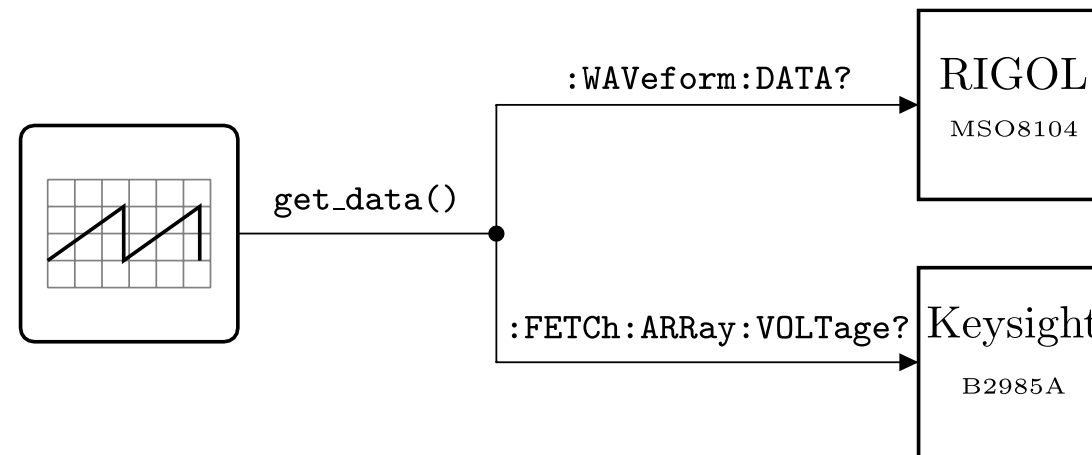 :WAVeform:DATA?
RIGOL
MSO8104
get_data()
:FETCh:ARRay:VOLTage?
Keysight
B2985A